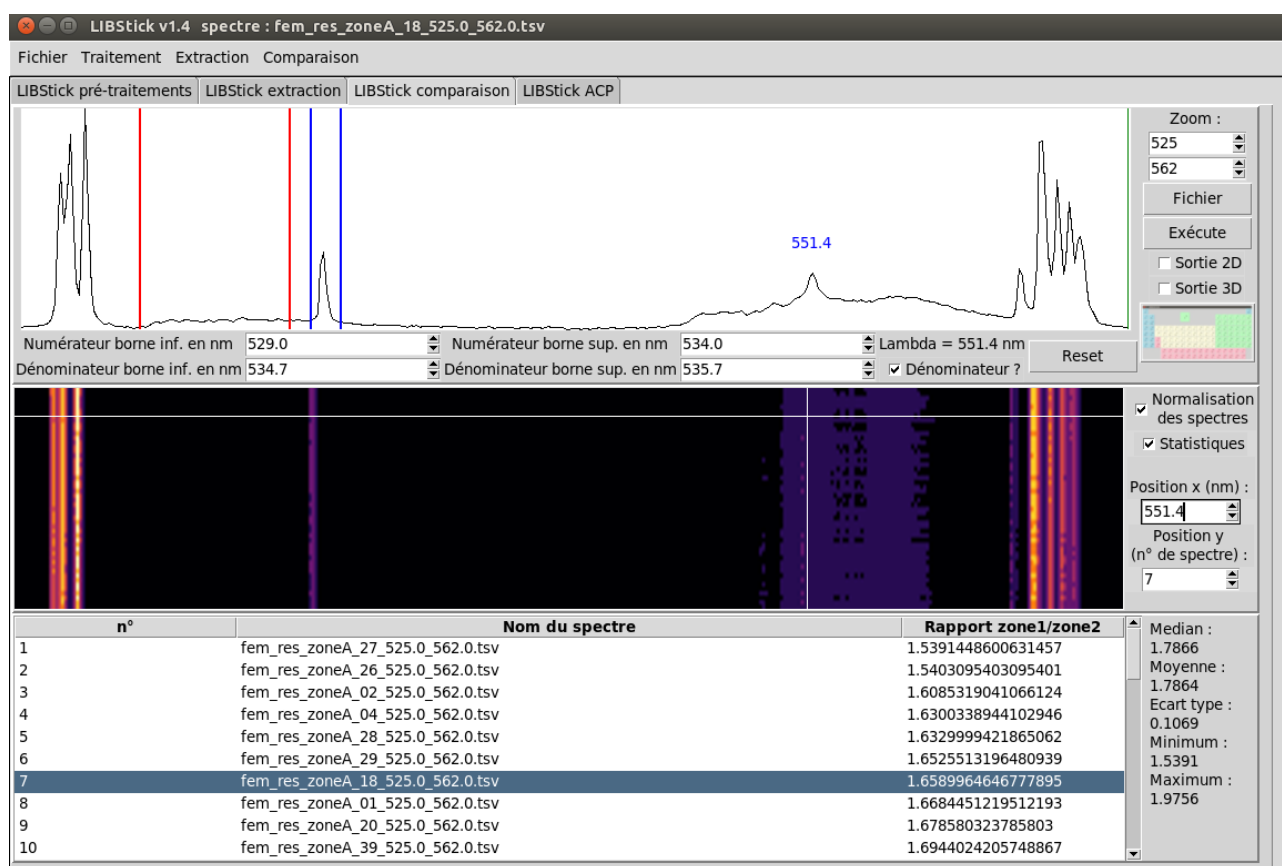 LIBStick v1.4 spectre : fem_res_zoneA_18_525.0_562.0.tsv
Fichier Traitement Extraction Comparaison
LIBStick pré-traitements LIBStick extraction LIBStick comparaison LIBStick ACP
Zoom :
525
562
Fichier
Exécute
Sortie 2D
Sortie 3D
551.4
Numérateur borne inf. en nm 529.0 Numérateur borne sup. en nm 534.0 Lambda = 551.4 nm
Dénominateur borne inf. en nm 534.7 Dénominateur borne sup. en nm 535.7 Dénominateur ? Reset
Normalisation
des spectres
Statistiques
Position x (nm) :
551.4
Position y
(n° de spectre) :
7
n° Nom du spectre Rapport zone1/zone2
1 fem_res_zoneA_27_525.0_562.0.tsv 1.5391448600631457
2 fem_res_zoneA_26_525.0_562.0.tsv 1.5403095403095401
3 fem_res_zoneA_02_525.0_562.0.tsv 1.6085319041066124
4 fem_res_zoneA_04_525.0_562.0.tsv 1.6300338944102946
5 fem_res_zoneA_28_525.0_562.0.tsv 1.6329999421865062
6 fem_res_zoneA_29_525.0_562.0.tsv 1.6525513196480939
7 fem_res_zoneA_18_525.0_562.0.tsv 1.6589964646777895
8 fem_res_zoneA_01_525.0_562.0.tsv 1.6684451219512193
9 fem_res_zoneA_20_525.0_562.0.tsv 1.678580323785803
10 fem_res_zoneA_39_525.0_562.0.tsv 1.6944024205748867
Median :
1.7866
Moyenne :
1.7864
Ecart type :
0.1069
Minimum :
1.5391
Maximum :
1.9756